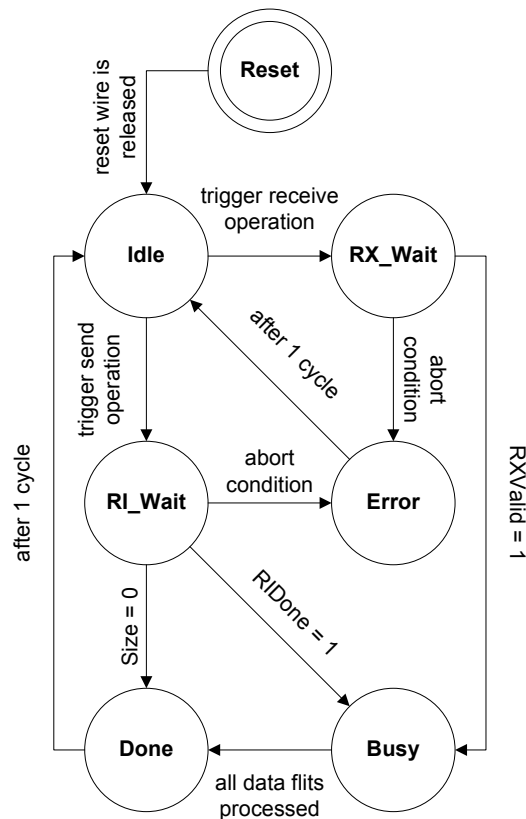 Reset
reset wire is
released
trigger receive
operation
Idle
RX_Wait
after 1 cycle
abort
condition
trigger send
operation
abort
condition
RI_Wait
Error
after 1 cycle
RXValid = 1
Size = 0
RIDone = 1
Done
Busy
all data flits
processed